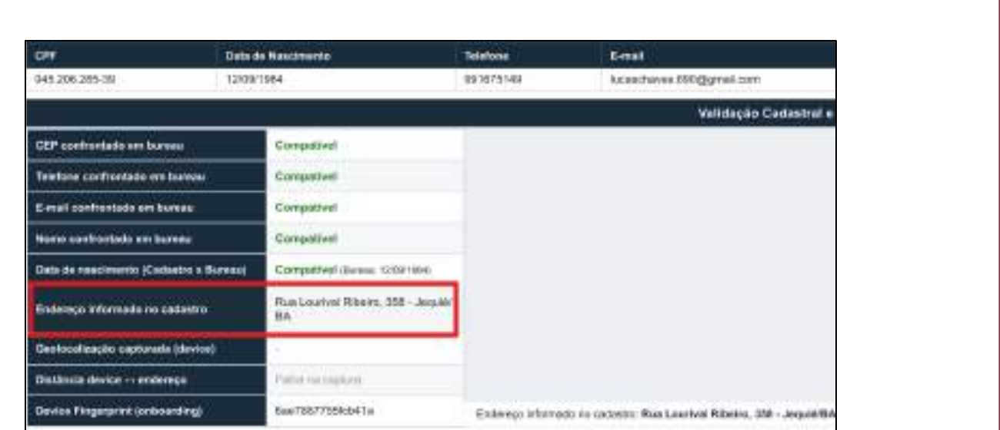 CPF Data de Nascimento Telefone E-mail
045.206.285-39 12/09/1984 991675149 lucaschaves.690@gmail.com
Validação Cadastral e
CEP confrontado em bureau Compatível
Telefone confrontado em bureau Compatível
E-mail confrontado em bureau Compatível
Nome confrontado em bureau Compatível
Data de nascimento (Cadastro x Bureau) Compatível (Bureau: 12/09/1984)
Endereço informado no cadastro Rua Lourival Ribeiro, 358 - Jequié/
BA
Geolocalização capturada (device) -
Distância device ↔ endereço Falha na captura
Device Fingerprint (onboarding)
Endereço informado no cadastro: Rua Lourival Ribeiro, 358 - Jequié/BA